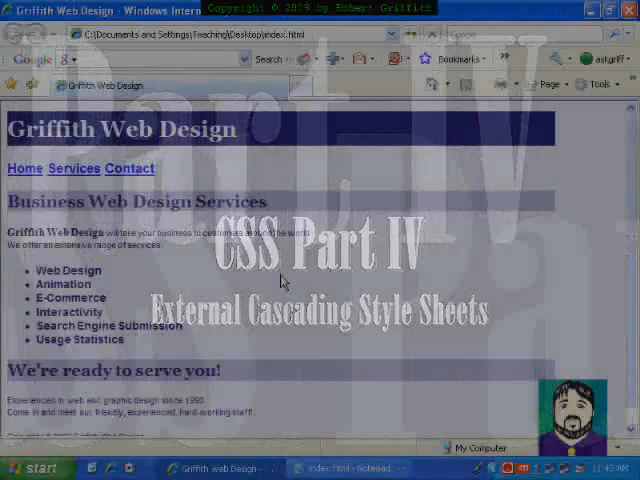 Griffith Web Design - Windows Intern
Copyright © 2009 by Robert Griffith
C:\Documents and Settings\Teaching\Desktop\index.html
Google
Google
Search
Bookmarks
askgriff
Griffith Web Design
Page
Tools
Part IV
Griffith Web Design
Home Services Contact
Business Web Design Services
Griffith Web Design will take your business to customers around the world.
We offer an extensive range of services.
CSS Part IV
Web Design
Animation
E-Commerce
Interactivity
Search Engine Submission
Usage Statistics
External Cascading Style Sheets
We're ready to serve you!
Experienced in web and graphic design since 1998.
Come in and meet our friendly, experienced, hard-working staff!
My Computer
start
Griffith Web Design - ...
index.html - Notepad
11:43 AM